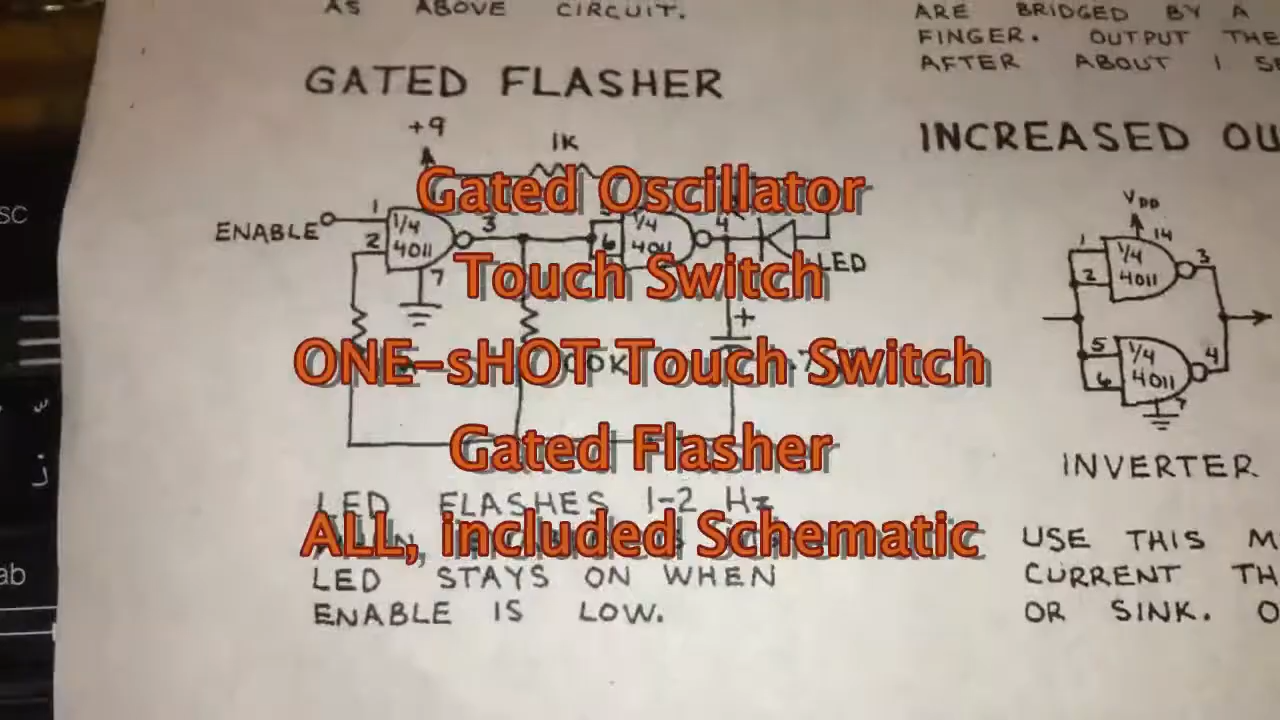 AS ABOVE CIRCUIT.
ARE BRIDGED BY A
FINGER. OUTPUT THE
AFTER ABOUT 1 SE
GATED FLASHER
+9
1K
INCREASED OU
Gated Oscillator
ENABLE
1
2
1/4
4011
3
7
6
1/4
4011
4
LED
Touch Switch
+
ONE-sHOT Touch Switch
Gated Flasher
LED FLASHES 1-2 Hz
ALL, included Schematic
LED STAYS ON WHEN
ENABLE IS LOW.
VDD
14
1
2
1/4
4011
3
5
6
1/4
4011
4
7
INVERTER
USE THIS M
CURRENT TH
OR SINK. O
sc
ab